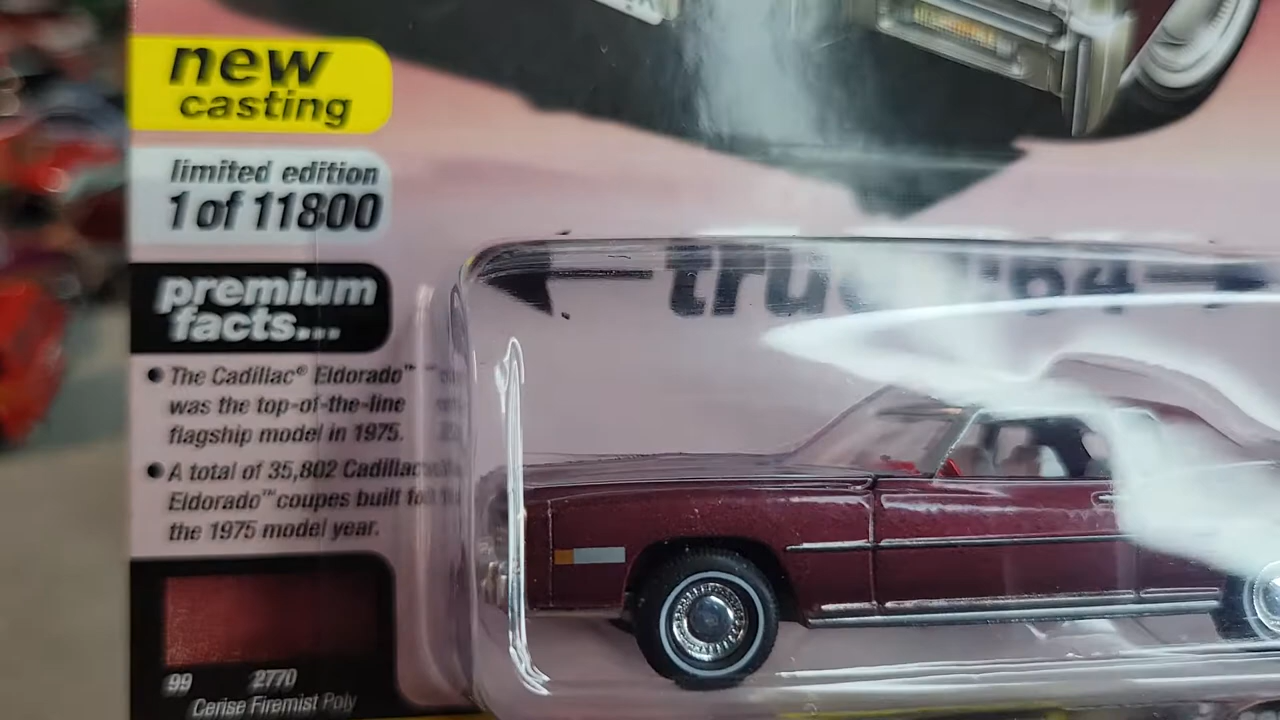 new
casting
limited edition
1 of 11800
premium
facts...
• The Cadillac® Eldorado™
was the top-of-the-line
flagship model in 1975.
• A total of 35,802 Cadillac
Eldorado™ coupes built for
the 1975 model year.
99 2770
Cerise Firemist Poly